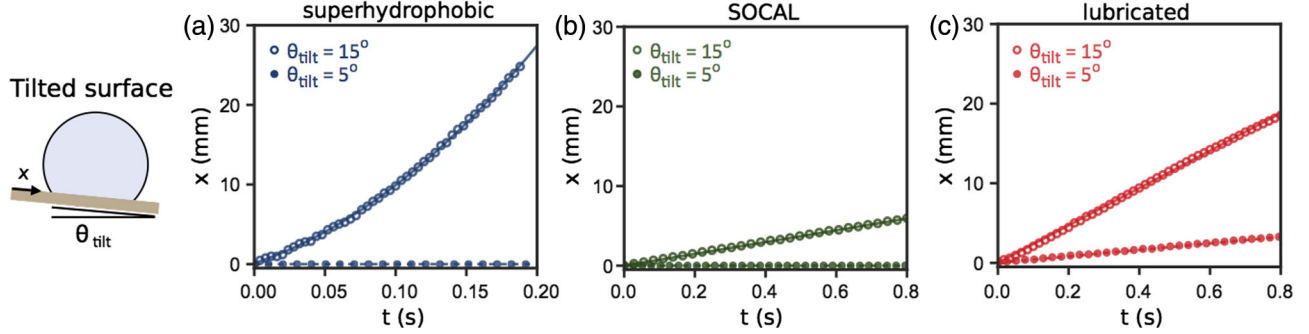 Tilted surface
x
θ tilt
(a)
superhydrophobic
θtilt = 15°
θtilt = 5°
x (mm)
30
20
10
0
0.00 0.05 0.10 0.15 0.20
t (s)
(b)
SOCAL
θtilt = 15°
θtilt = 5°
x (mm)
30
20
10
0
0.0 0.2 0.4 0.6 0.8
t (s)
(c)
lubricated
θtilt = 15°
θtilt = 5°
x (mm)
30
20
10
0
0.0 0.2 0.4 0.6 0.8
t (s)